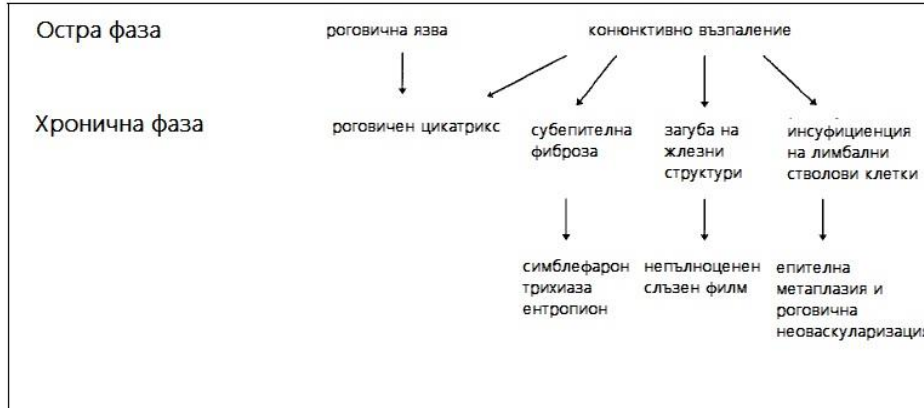 Остра фаза
роговична язва
конюнктивно възпаление
Хронична фаза
роговичен цикатрикс
субепителна
фиброза
загуба на
жлезни
структури
инсуфициенция
на лимбални
стволови клетки
симблефарон
трихиаза
ентропион
непълноценен
слъзен филм
епителна
метаплазия и
роговична
неоваскуларизация